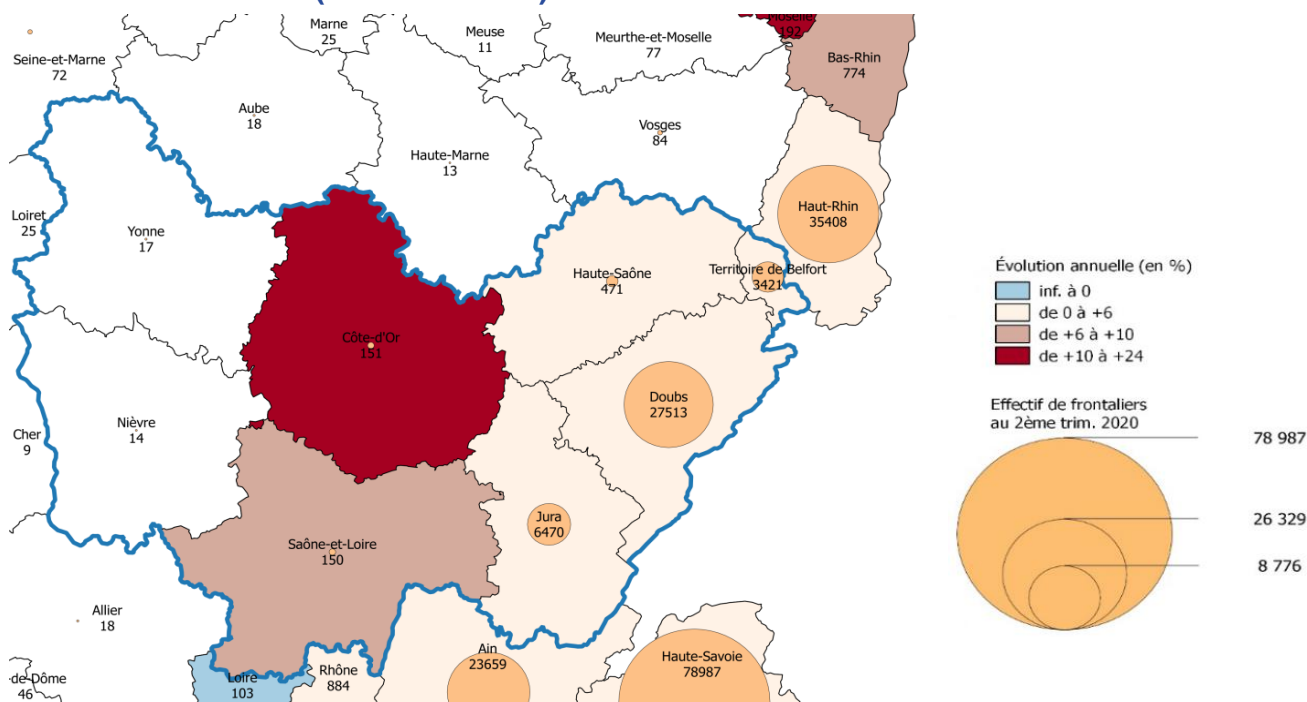 Marne
25
Meuse
11
Meurthe-et-Moselle
77
Moselle
192
Seine-et-Marne
72
Bas-Rhin
774
Aube
18
Vosges
84
Haute-Marne
13
Haut-Rhin
35408
Loiret
25
Yonne
17
Haute-Saône
471
Territoire de Belfort
3421
Côte-d'Or
151
Doubs
27513
Nièvre
14
Cher
9
Jura
6470
Saône-et-Loire
150
Allier
18
Ain
23659
Haute-Savoie
78987
de-Dôme
46
Loire
103
Rhône
884
Évolution annuelle (en %)
inf. à 0
de 0 à +6
de +6 à +10
de +10 à +24
Effectif de frontaliers
au 2ème trim. 2020
78 987
26 329
8 776